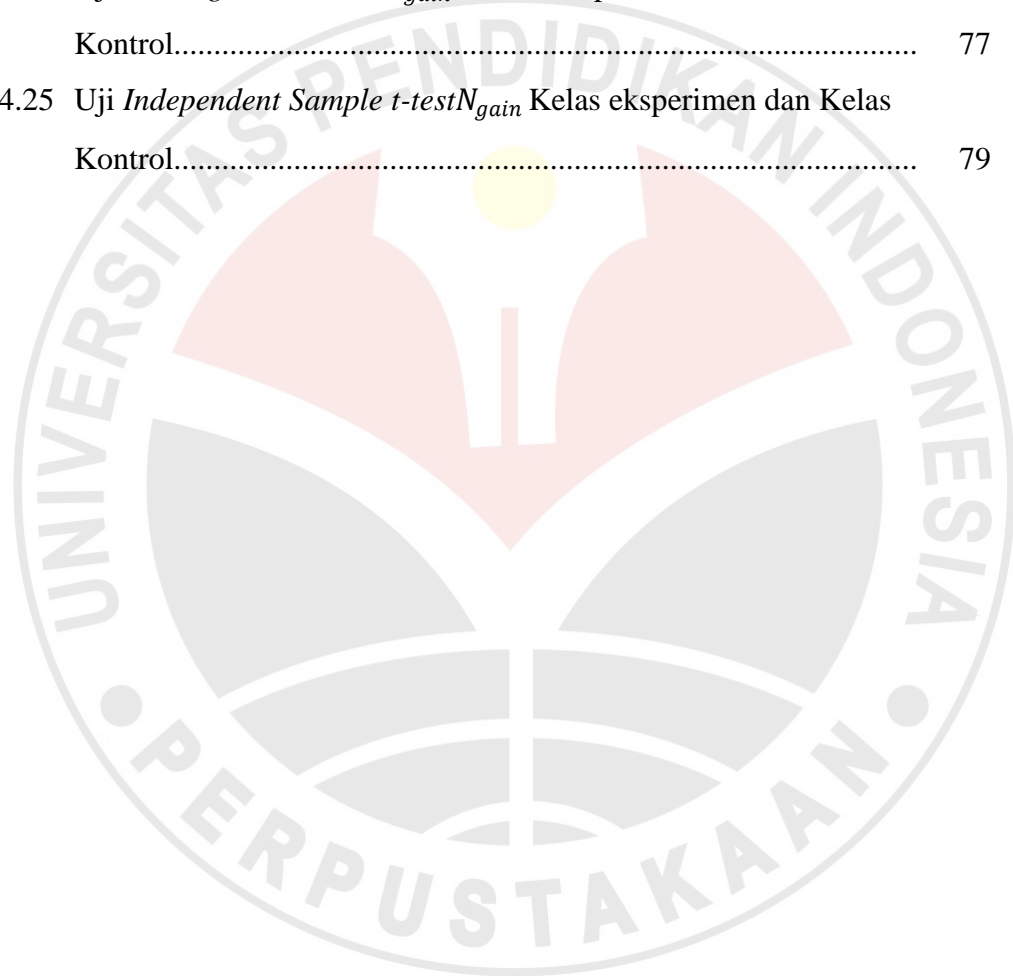 Kontrol............................................................................................. 77
4.25 Uji Independent Sample t-testN_gain Kelas eksperimen dan Kelas
Kontrol............................................................................................. 79
UNIVERSITAS PENDIDIKAN INDONESIA
• PERPUSTAKAAN •